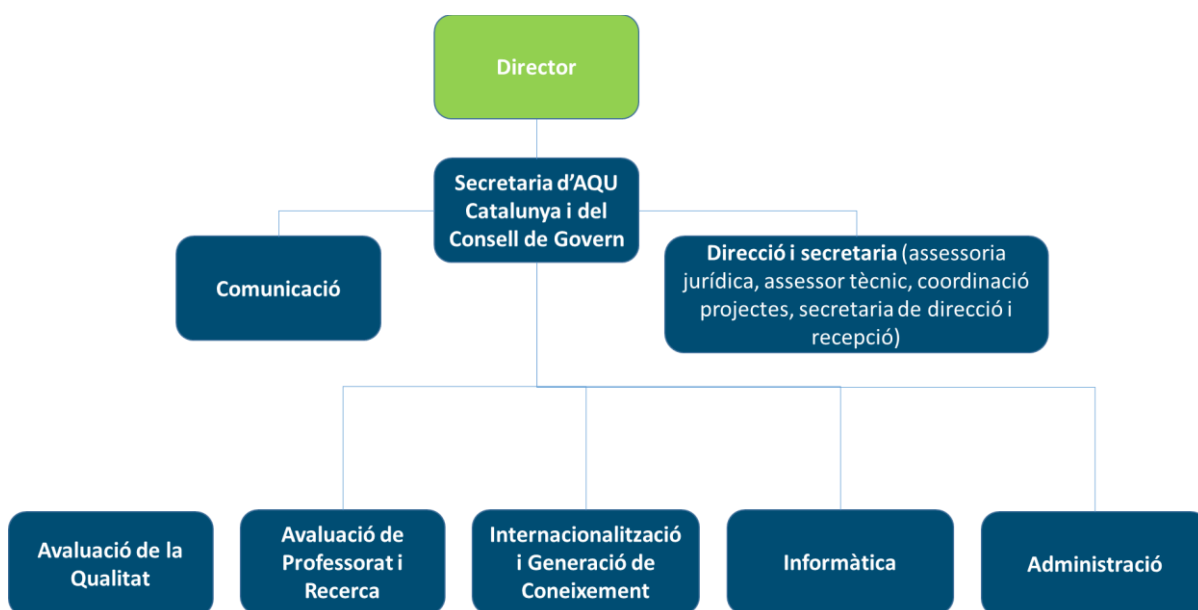 Director
Secretaria d'AQU
Catalunya i del
Consell de Govern
Comunicació
Direcció i secretaria (assessoria
jurídica, assessor tècnic, coordinació
projectes, secretaria de direcció i
recepció)
Avaluació de la
Qualitat
Avaluació de
Professorat i
Recerca
Internacionalització
i Generació de
Coneixement
Informàtica
Administració